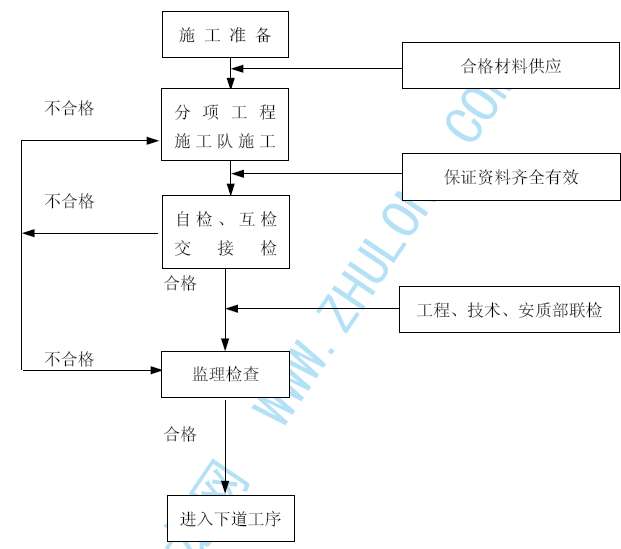 施工准备
合格材料供应
不合格
分项工程
施工队施工
保证资料齐全有效
不合格
自检、互检
交接检
合格
工程、技术、安质部联检
不合格
监理检查
合格
进入下道工序
网 WWW.ZHULONG.COM